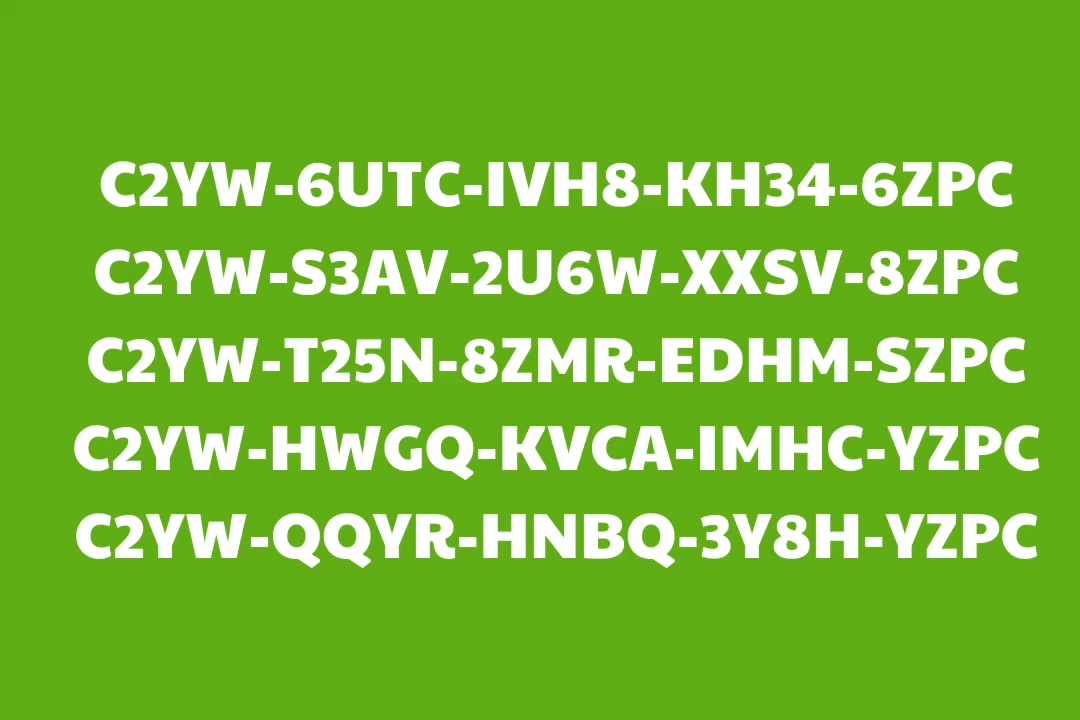 C2YW-6UTC-IVH8-KH34-6ZPC
C2YW-S3AV-2U6W-XXSV-8ZPC
C2YW-T25N-8ZMR-EDHM-SZPC
C2YW-HWGQ-KVCA-IMHC-YZPC
C2YW-QQYR-HNBQ-3Y8H-YZPC